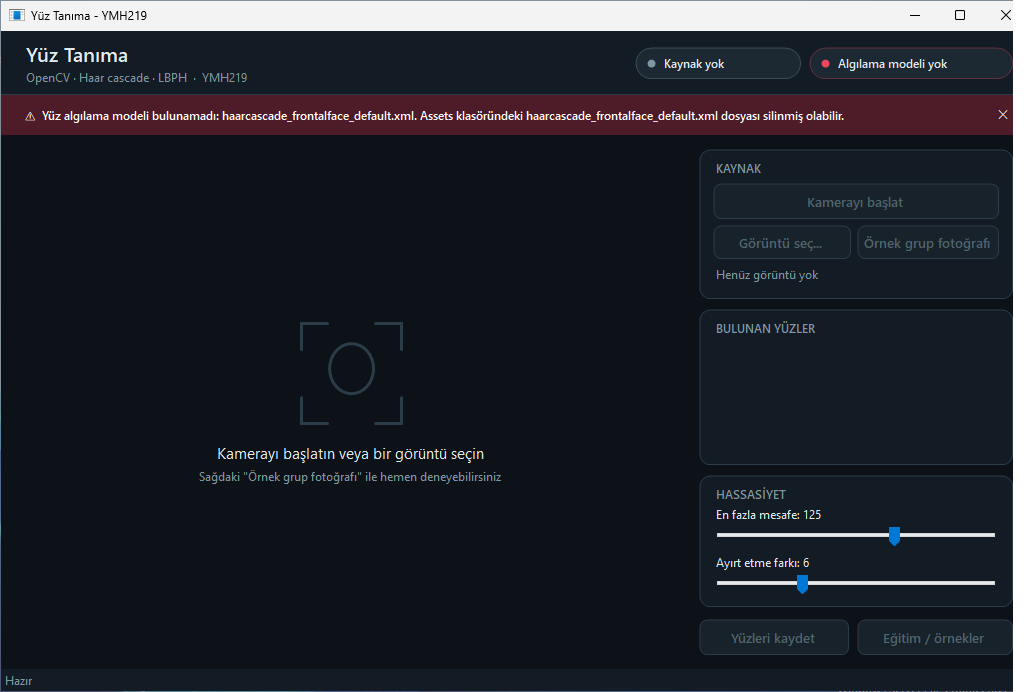 Yüz Tanıma - YMH219
Yüz Tanıma
OpenCV · Haar cascade · LBPH · YMH219
Kaynak yok
Algılama modeli yok
⚠ Yüz algılama modeli bulunamadı: haarcascade_frontalface_default.xml. Assets klasöründeki haarcascade_frontalface_default.xml dosyası silinmiş olabilir.
KAYNAK
Kamerayı başlat
Görüntü seç...
Örnek grup fotoğrafı
Henüz görüntü yok
BULUNAN YÜZLER
Kamerayı başlatın veya bir görüntü seçin
Sağdaki "Örnek grup fotoğrafı" ile hemen deneyebilirsiniz
HASSASİYET
En fazla mesafe: 125
Ayırt etme farkı: 6
Yüzleri kaydet
Eğitim / örnekler
Hazır